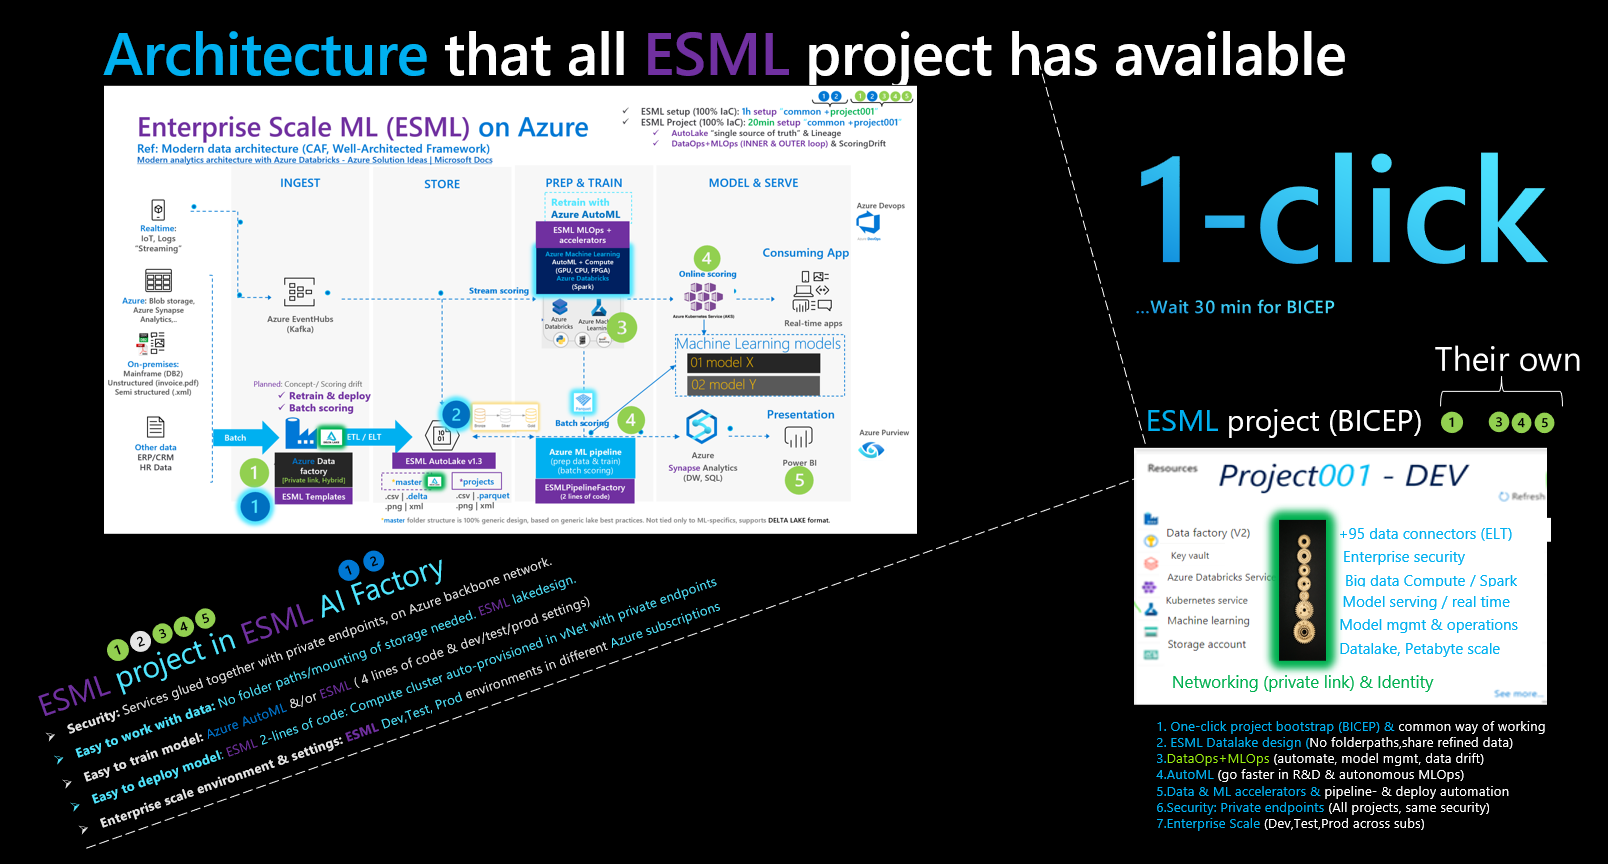 Architecture that all ESML project has available
1 2 1 2 3 4 5
✓ ESML setup (100% IaC): 1h setup "common +project001"
✓ ESML Project (100% IaC): 20min setup "common +project001"
✓ AutoLake "single source of truth" & Lineage
✓ DataOps+MLOps (INNER & OUTER loop) & ScoringDrift
Enterprise Scale ML (ESML) on Azure
Ref: Modern data architecture (CAF, Well-Architected Framework)
Modern analytics architecture with Azure Databricks - Azure Solution Ideas | Microsoft Docs
INGEST
STORE
PREP & TRAIN
MODEL & SERVE
Realtime:
IoT, Logs
"Streaming"
Azure: Blob storage,
Azure Synapse
Analytics,..
On-premises:
Mainframe (DB2)
Unstructured (invoice.pdf)
Semi structured (.xml)
Other data
ERP/CRM
HR Data
Azure EventHubs
(Kafka)
Planned: Concept-/ Scoring drift
✓ Retrain & deploy
✓ Batch scoring
Batch
ETL / ELT
1
1
Azure Data
factory
[Private link, Hybrid]
ESML Templates
2
10
01
ESML AutoLake v1.3
*master
*projects
.csv | .delta
.png | xml
.csv | .parquet
.png | xml
*master folder structure is 100% generic design, based on generic lake best practices. Not tied only to ML-specifics, supports DELTA LAKE format.
Stream scoring
Retrain with
Azure AutoML
ESML MLOps +
accelerators
Azure Machine Learning
AutoML + Compute
(GPU, CPU, FPGA)
Azure Databricks
(Spark)
Azure
Databricks
Azure Mac
Learnin
3
Batch scoring
4
Azure ML pipeline
(prep data & train)
(batch scoring)
ESMLPipelineFactory
(2 lines of code)
4
Online scoring
Azure Kubernetes Service (AKS)
Consuming App
Real-time apps
Machine Learning models
01 model X
02 model Y
Azure
Synapse Analytics
(DW, SQL)
Presentation
Power BI
5
Azure Devops
Azure Purview
1-click
...Wait 30 min for BICEP
Their own
ESML project (BICEP)
1 3 4 5
Resources
Project001 - DEV
Refresh
Data factory (V2)
Key vault
Azure Databricks Service
Kubernetes service
Machine learning
Storage account
+95 data connectors (ELT)
Enterprise security
Big data Compute / Spark
Model serving / real time
Model mgmt & operations
Datalake, Petabyte scale
Networking (private link) & Identity
See more...
1. One-click project bootstrap (BICEP) & common way of working
2. ESML Datalake design (No folderpaths,share refined data)
3.DataOps+MLOps (automate, model mgmt, data drift)
4.AutoML (go faster in R&D & autonomous MLOps)
5.Data & ML accelerators & pipeline- & deploy automation
6.Security: Private endpoints (All projects, same security)
7.Enterprise Scale (Dev,Test,Prod across subs)
1 2 3 4 5
1 2
ESML project in ESML AI Factory
➢ Security: Services glued together with private endpoints, on Azure backbone network.
➢ Easy to work with data: No folder paths/mounting of storage needed. ESML lakedesign.
➢ Easy to train model: Azure AutoML &/or ESML ( 4 lines of code & dev/test/prod settings)
➢ Easy to deploy model: ESML 2-lines of code: Compute cluster auto-provisioned in vNet with private endpoints
➢ Enterprise scale environment & settings: ESML Dev,Test, Prod environments in different Azure subscriptions